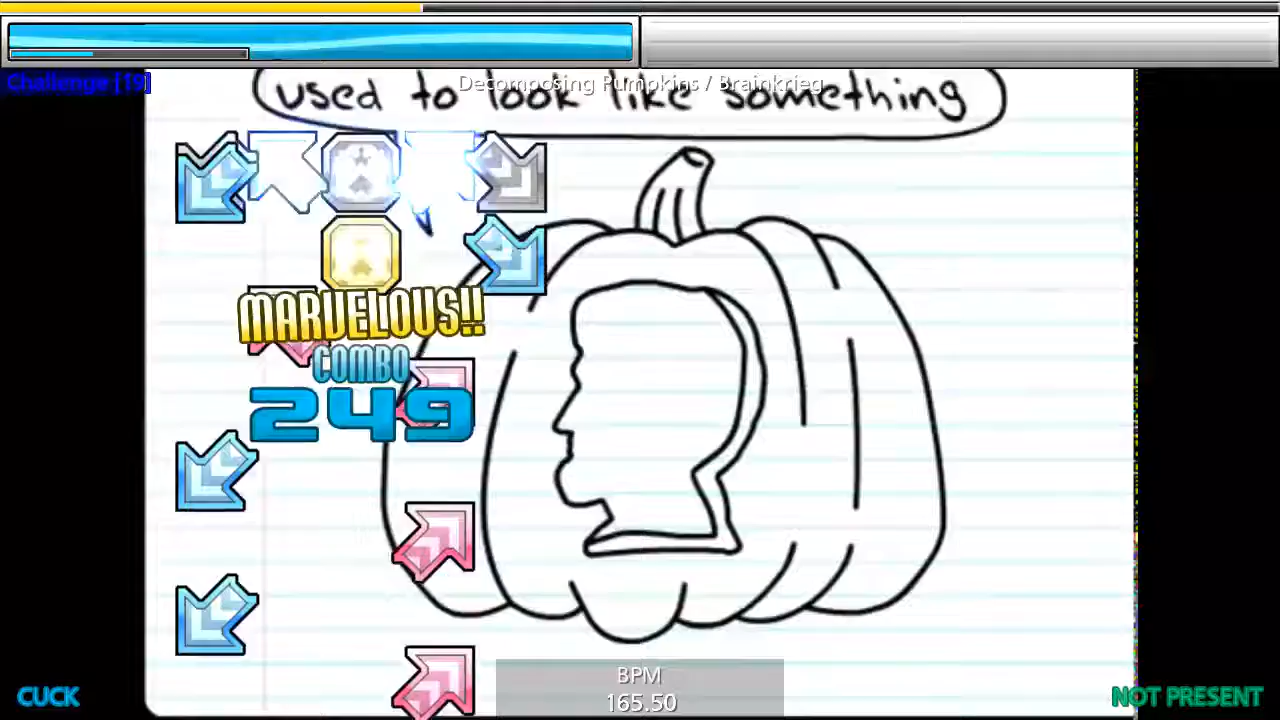 Challenge [19]
Decomposing Pumpkins / Brainkrieg
used to look like something
MARVELOUS!!
COMBO
249
BPM
165.50
CUCK
NOT PRESENT